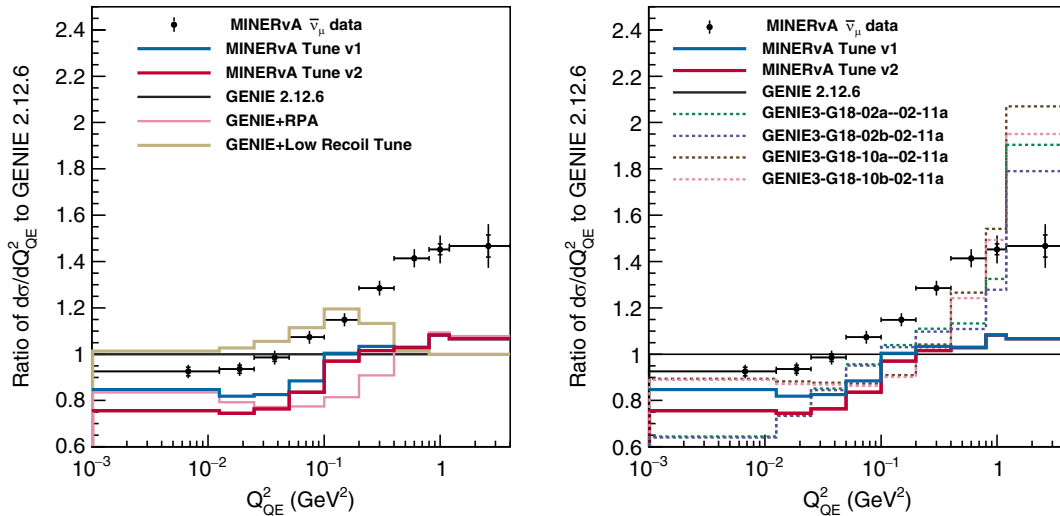 Ratio of dσ/dQ²_QE to GENIE 2.12.6
2.4
2.2
2
1.8
1.6
1.4
1.2
1
0.8
0.6
MINERvA ν̄_μ data
MINERvA Tune v1
MINERvA Tune v2
GENIE 2.12.6
GENIE+RPA
GENIE+Low Recoil Tune
10⁻³
10⁻²
10⁻¹
1
Q²_QE (GeV²)
Ratio of dσ/dQ²_QE to GENIE 2.12.6
2.4
2.2
2
1.8
1.6
1.4
1.2
1
0.8
0.6
MINERvA ν̄_μ data
MINERvA Tune v1
MINERvA Tune v2
GENIE 2.12.6
GENIE3-G18-02a--02-11a
GENIE3-G18-02b-02-11a
GENIE3-G18-10a--02-11a
GENIE3-G18-10b-02-11a
10⁻³
10⁻²
10⁻¹
1
Q²_QE (GeV²)